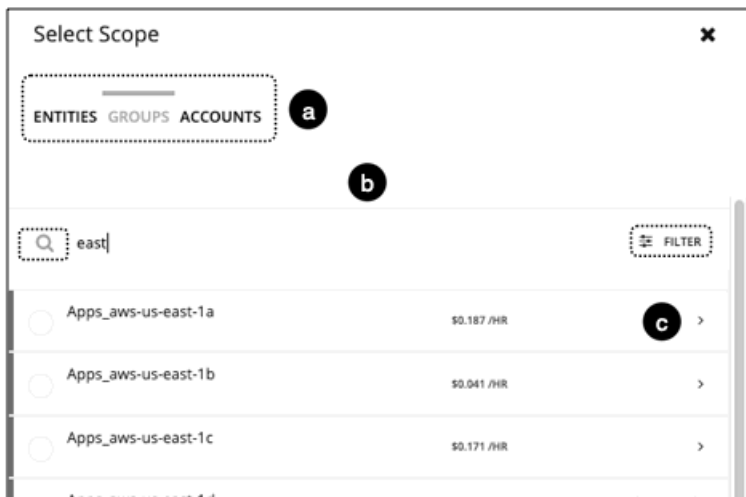 Select Scope ✖
ENTITIES GROUPS ACCOUNTS a
b
east FILTER
Apps_aws-us-east-1a $0.187 /HR c >
Apps_aws-us-east-1b $0.041 /HR >
Apps_aws-us-east-1c $0.171 /HR >